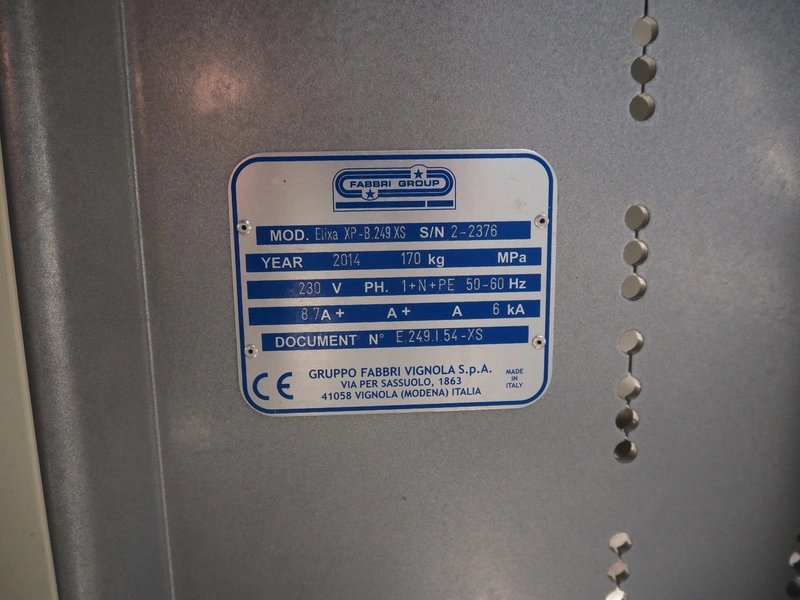 FABBRI GROUP
MOD. Elixa XP-B.249.XS S/N 2-2376
YEAR 2014 170 kg MPa
230 V PH. 1+N+PE 50-60 Hz
8.7A+ A+ A 6 kA
DOCUMENT N° E.249.I.54-XS
CE
GRUPPO FABBRI VIGNOLA S.p.A.
VIA PER SASSUOLO, 1863
41058 VIGNOLA (MODENA) ITALIA
MADE
IN
ITALY